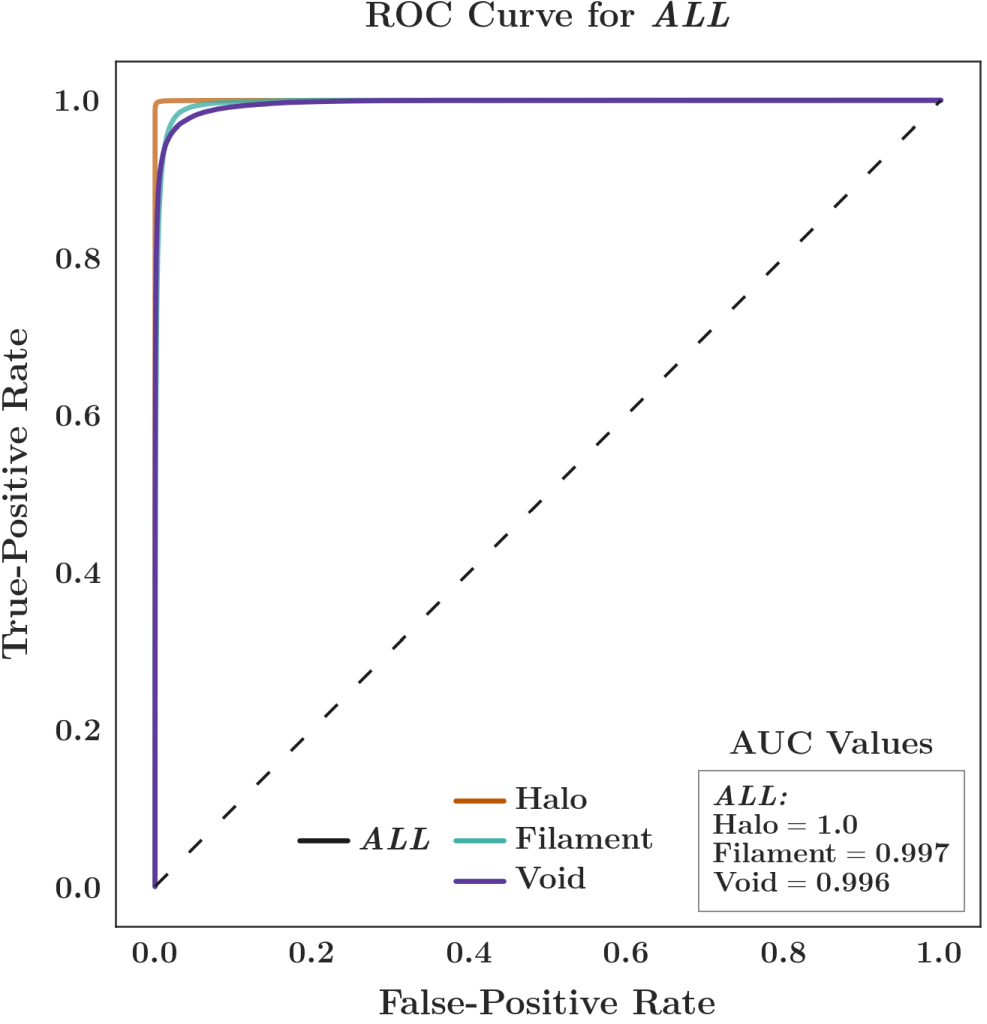 ROC Curve for ALL
True-Positive Rate
1.0
0.8
0.6
0.4
0.2
0.0
ALL
Halo
Filament
Void
AUC Values
ALL:
Halo = 1.0
Filament = 0.997
Void = 0.996
0.0 0.2 0.4 0.6 0.8 1.0
False-Positive Rate